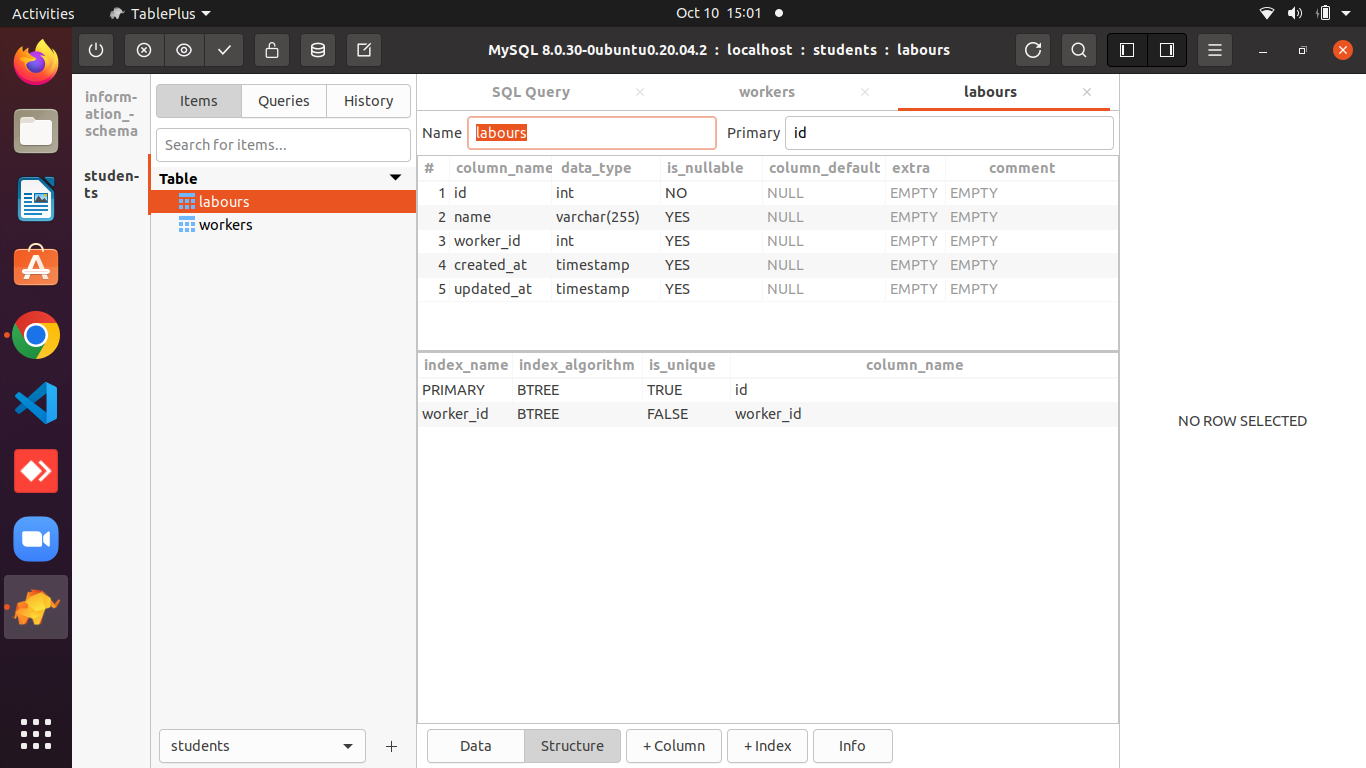 Activities TablePlus Oct 10 15:01
MySQL 8.0.30-0ubuntu0.20.04.2 : localhost : students : labours
inform-
ation_-
schema
studen-
ts
Items Queries History
Search for items...
Table
labours
workers
students +
SQL Query × workers × labours ×
Name labours Primary id
# column_name data_type is_nullable column_default extra comment
1 id int NO NULL EMPTY EMPTY
2 name varchar(255) YES NULL EMPTY EMPTY
3 worker_id int YES NULL EMPTY EMPTY
4 created_at timestamp YES NULL EMPTY EMPTY
5 updated_at timestamp YES NULL EMPTY EMPTY
index_name index_algorithm is_unique column_name
PRIMARY BTREE TRUE id
worker_id BTREE FALSE worker_id
Data Structure + Column + Index Info
NO ROW SELECTED